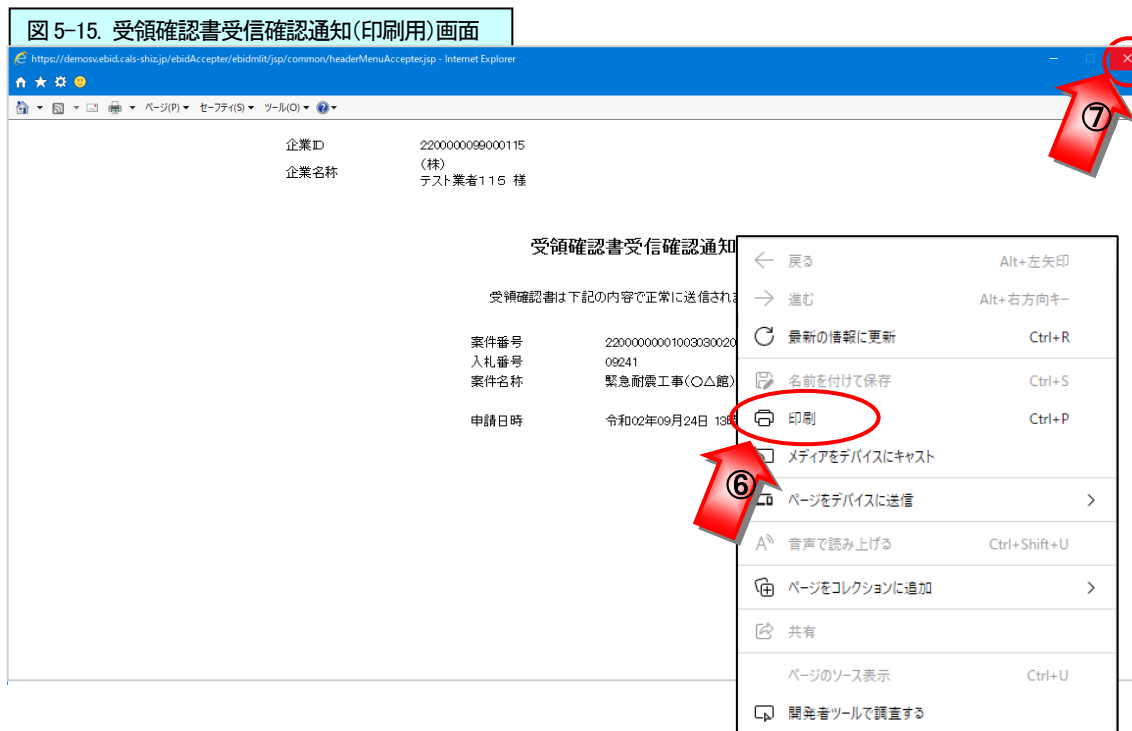 図 5-15. 受領確認書受信確認通知(印刷用)画面
https://demosv.ebid.cals-shiz.jp/ebidAccepter/ebidmlit/jsp/common/headerMenuAccepter.jsp - Internet Explorer
ページ(P) セーフティ(S) ツール(O)
⑦
企業ID 2200000099000115
企業名称 (株)
テスト業者115 様
受領確認書受信確認通知
受領確認書は下記の内容で正常に送信され
案件番号 2200000001003030020
入札番号 09241
案件名称 緊急耐震工事(○△館)
申請日時 令和02年09月24日 13時
戻る Alt+左矢印
進む Alt+右方向キー
最新の情報に更新 Ctrl+R
名前を付けて保存 Ctrl+S
印刷 Ctrl+P
メディアをデバイスにキャスト
⑥
ページをデバイスに送信
音声で読み上げる Ctrl+Shift+U
ページをコレクションに追加
共有
ページのソース表示 Ctrl+U
開発者ツールで調査する